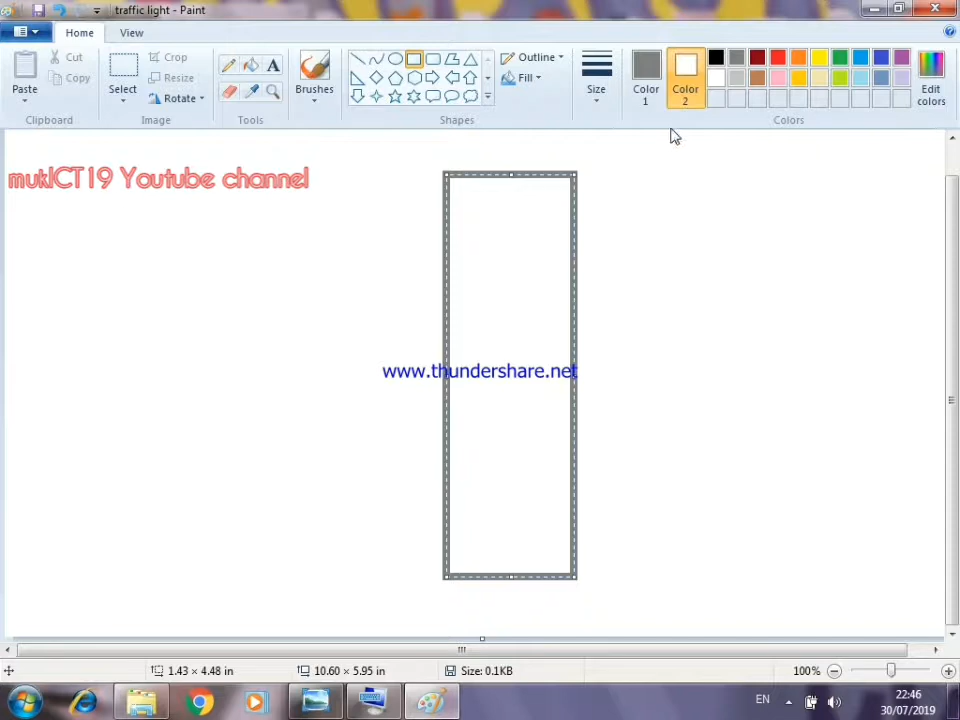 traffic light - Paint
Home
View
Paste
Cut
Copy
Clipboard
Select
Crop
Resize
Rotate
Image
Tools
Brushes
Outline
Fill
Shapes
Size
Color 1
Color 2
Edit colors
Colors
mukICT19 Youtube channel
www.thundershare.net
1.43 × 4.48 in
10.60 × 5.95 in
Size: 0.1KB
100%
EN
22:46
30/07/2019